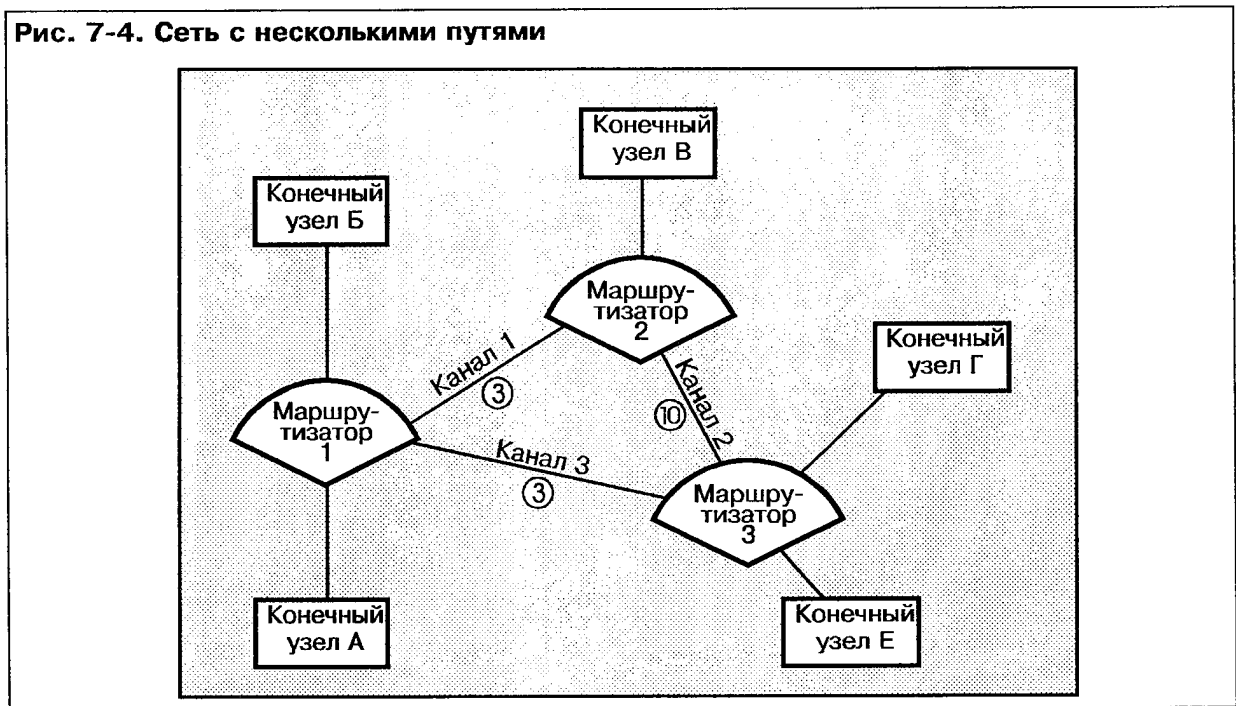 Рис. 7-4. Сеть с несколькими путями
Конечный
узел В
Конечный
узел Б
Маршру-
тизатор
2
Конечный
узел Г
Канал 1
3
Канал 2
10
Маршру-
тизатор
1
Канал 3
3
Маршру-
тизатор
3
Конечный
узел А
Конечный
узел Е